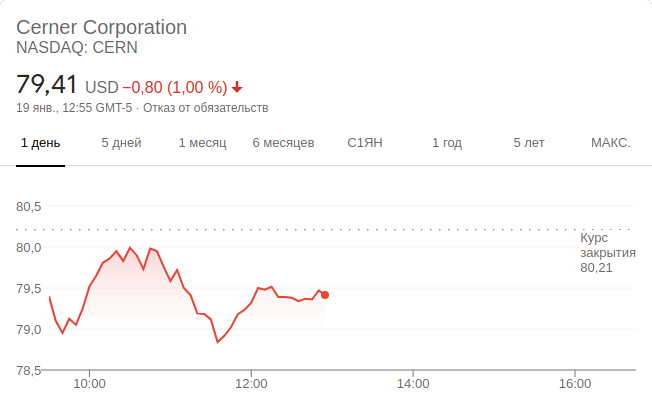 Cerner Corporation
NASDAQ: CERN
79,41 USD −0,80 (1,00 %)
19 янв., 12:55 GMT-5 · Отказ от обязательств
1 день 5 дней 1 месяц 6 месяцев С1ЯН 1 год 5 лет МАКС.
80,5
Курс
закрытия
80,21
80,0
79,5
79,0
78,5
10:00 12:00 14:00 16:00